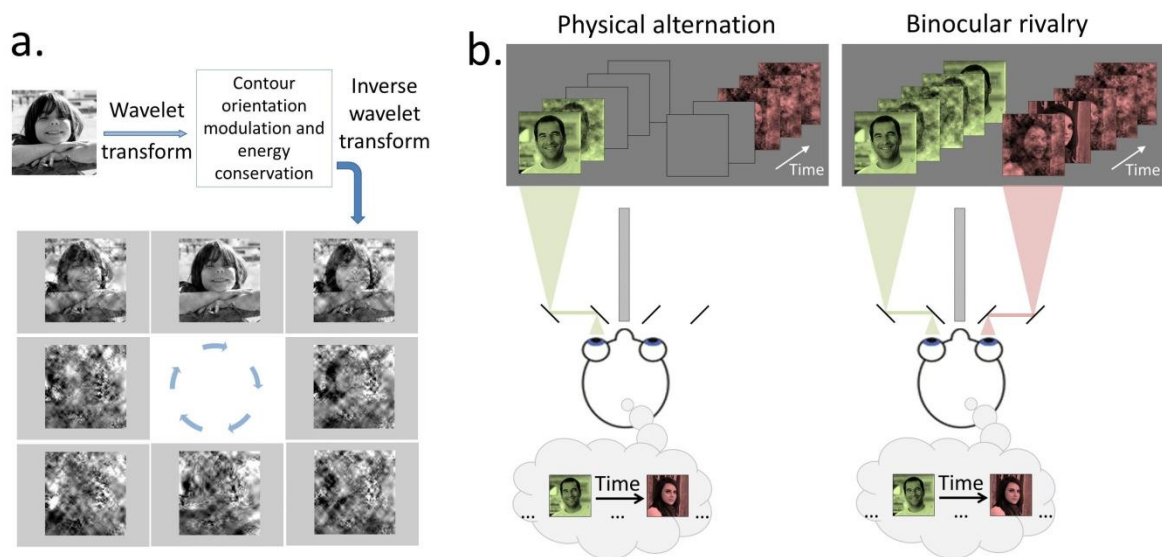 a.
Wavelet
transform
Contour
orientation
modulation and
energy
conservation
Inverse
wavelet
transform
b.
Physical alternation
Time
Time
...
...
...
Binocular rivalry
Time
Time
...
...
...